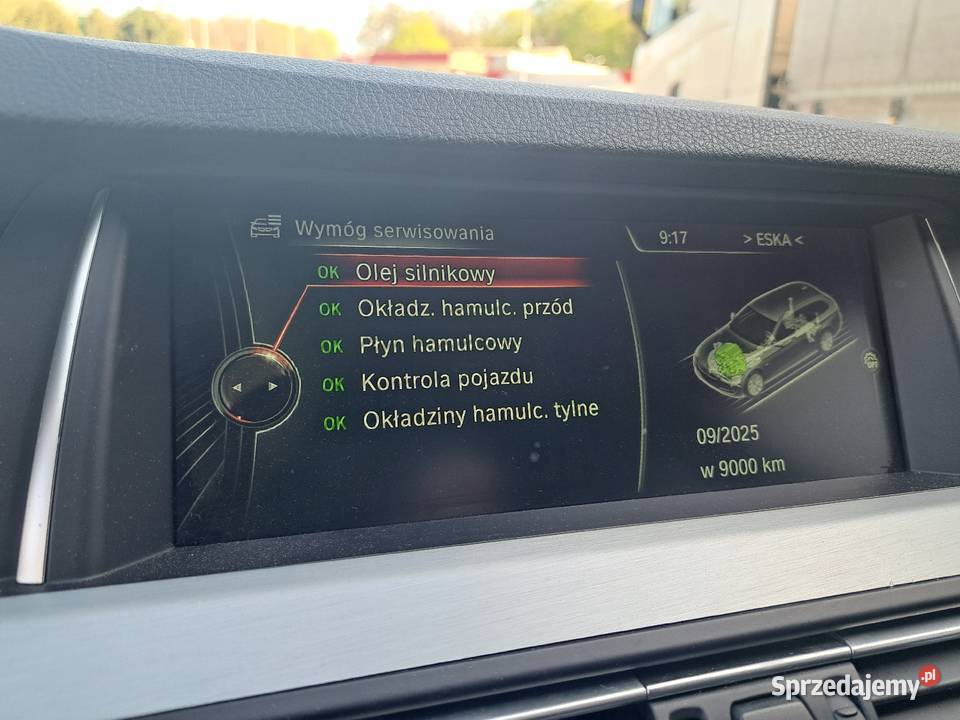 Wymóg serwisowania
9:17 > ESKA <
OK Olej silnikowy
OK Okładz. hamulc. przód
OK Płyn hamulcowy
OK Kontrola pojazdu
OK Okładziny hamulc. tylne
09/2025
w 9000 km
Sprzedajemy.pl